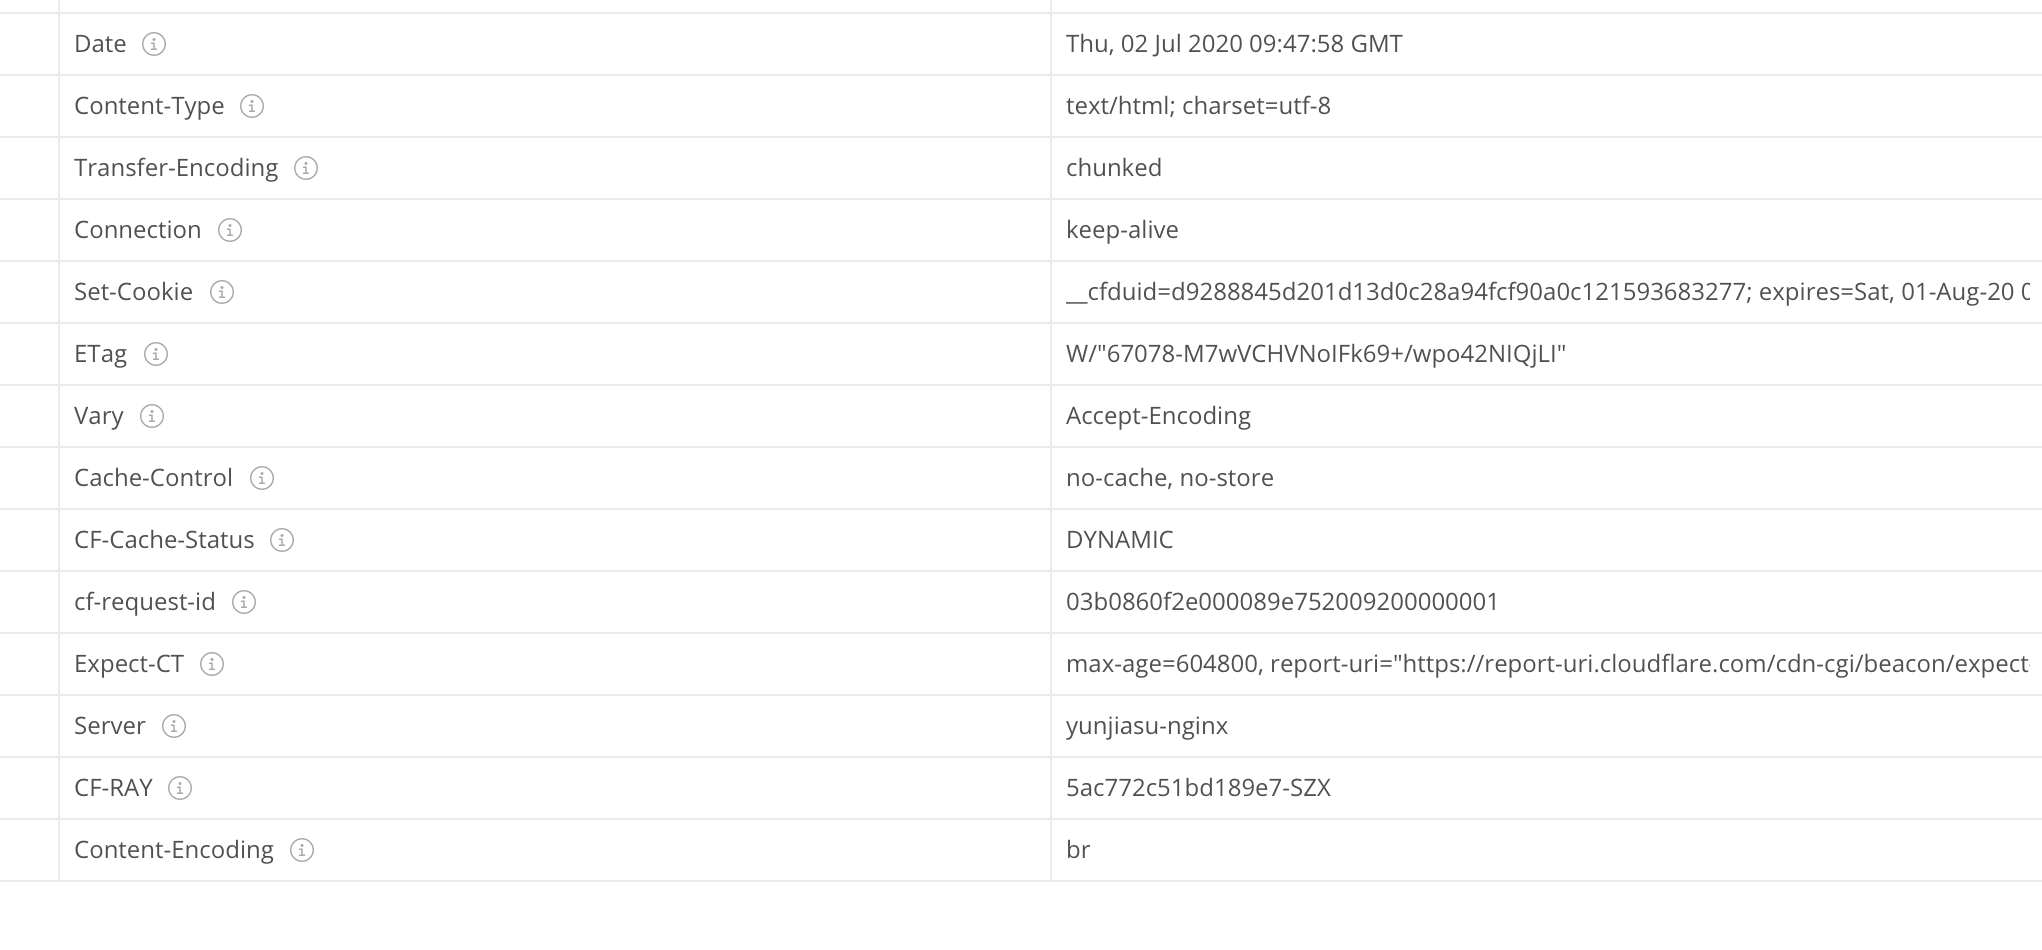 Date Thu, 02 Jul 2020 09:47:58 GMT
Content-Type text/html; charset=utf-8
Transfer-Encoding chunked
Connection keep-alive
Set-Cookie __cfduid=d9288845d201d13d0c28a94fcf90a0c121593683277; expires=Sat, 01-Aug-20 0
ETag W/"67078-M7wVCHVNoIFk69+/wpo42NIQjLI"
Vary Accept-Encoding
Cache-Control no-cache, no-store
CF-Cache-Status DYNAMIC
cf-request-id 03b0860f2e000089e752009200000001
Expect-CT max-age=604800, report-uri="https://report-uri.cloudflare.com/cdn-cgi/beacon/expect-
Server yunjiasu-nginx
CF-RAY 5ac772c51bd189e7-SZX
Content-Encoding br